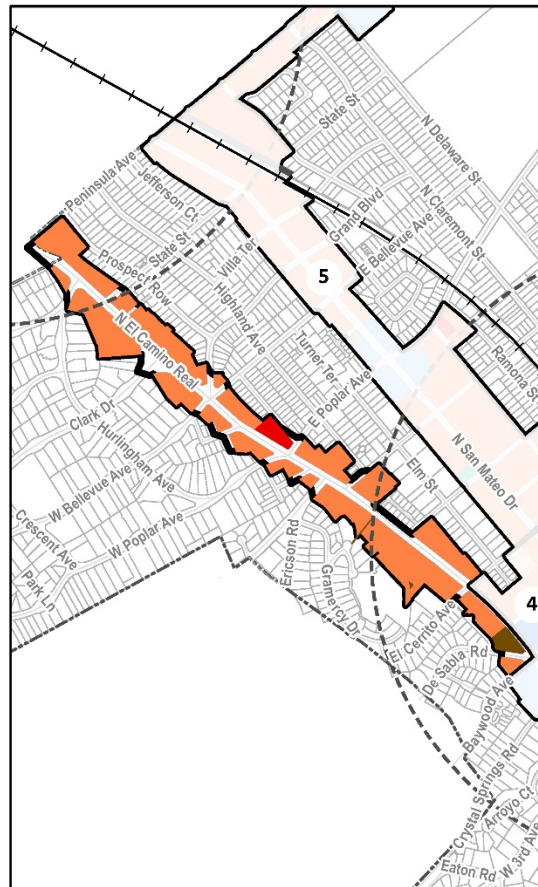 State St
N Delaware St
Peninsula Ave
Jefferson Ct
State St
Villa Ter
Grand Blvd
N Claremont St
E Bellevue Ave
Prospect Row
5
Highland Ave
N El Camino Real
Turner Ter
E Poplar Ave
Ramona St
Clark Dr
Hurlingham Ave
W Bellevue Ave
W Poplar Ave
Crescent Ave
Park Ln
Elm St
N San Mateo Dr
Ericson Rd
Gramercy Dr
El Cerrito Ave
4
De Sabla Rd
Baywood Ave
Crystal Springs Rd
Arroyo Ct
W 3rd Ave
Eaton Rd